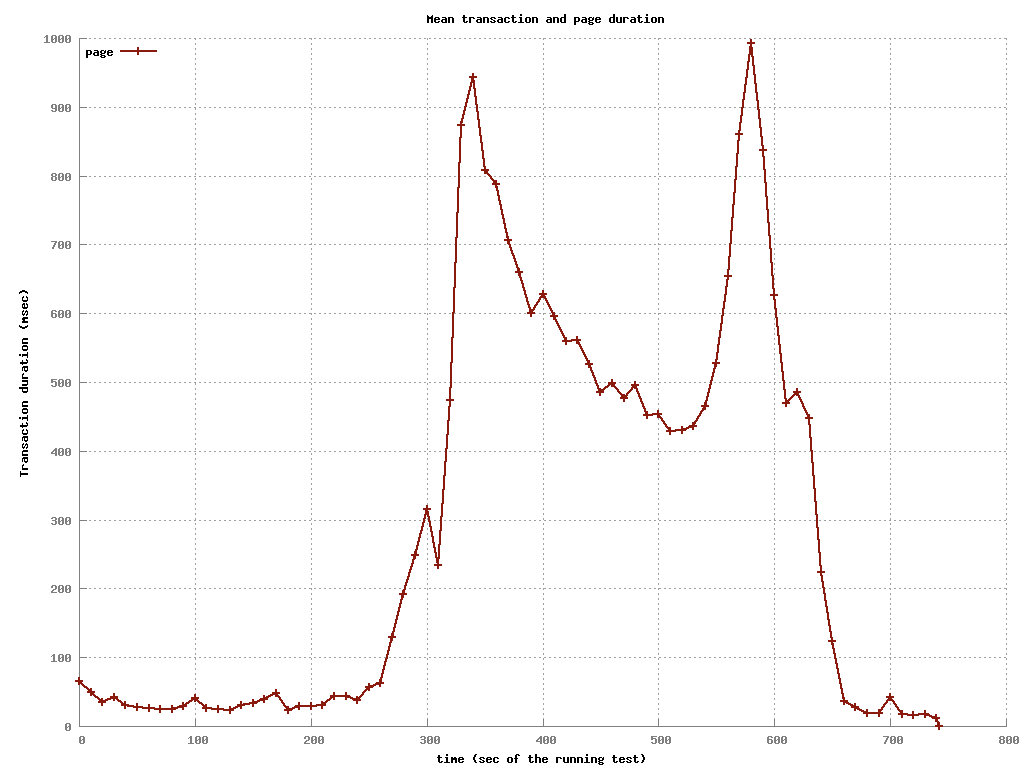 Mean transaction and page duration
page
1000
900
800
700
600
500
400
300
200
100
0
Transaction duration (msec)
0 100 200 300 400 500 600 700 800
time (sec of the running test)